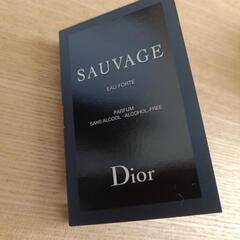 SAUVAGE
EAU FORTE
PARFUM
SANS ALCOOL · ALCOHOL-FREE
Dior